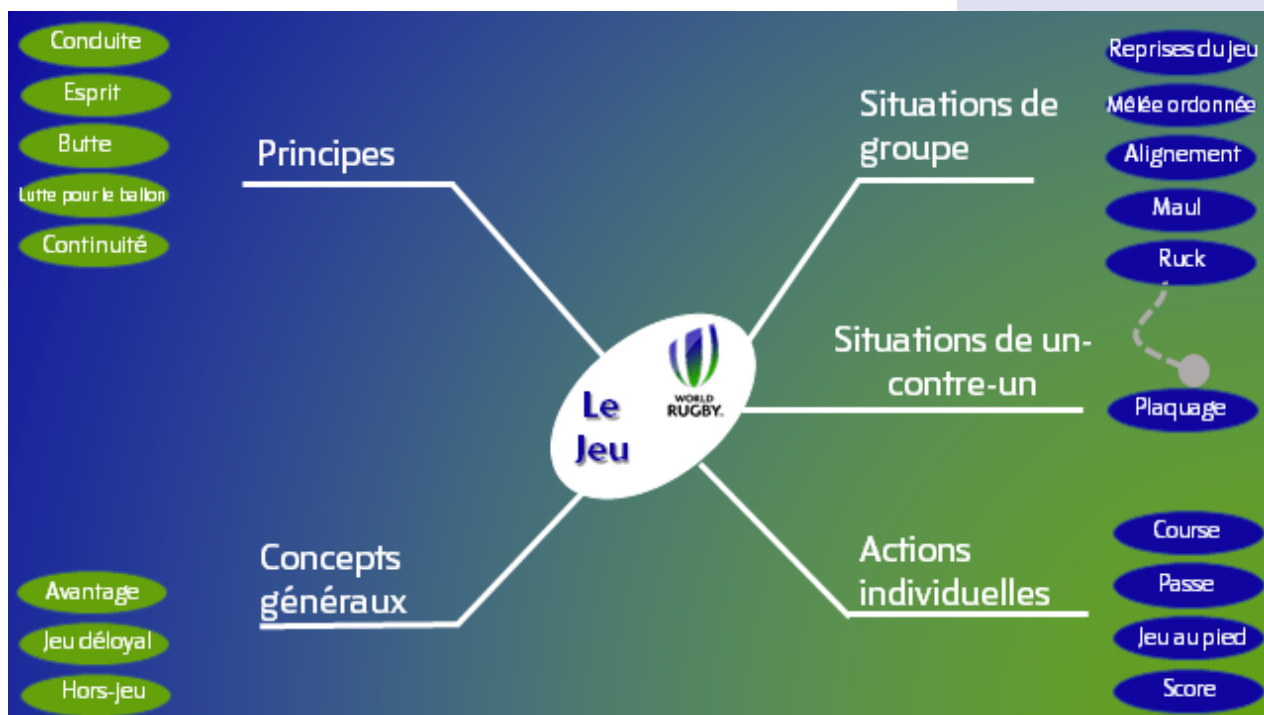 Conduite
Esprit
Butte
Lutte pour le ballon
Continuité
Principes
Situations de
groupe
Reprises du jeu
Mêlée ordonnée
Alignement
Maul
Ruck
Situations de un-
contre-un
Plaquage
Le
Jeu
WORLD
RUGBY.
Concepts
généraux
Avantage
Jeu déloyal
Hors-jeu
Actions
individuelles
Course
Passe
Jeu au pied
Score